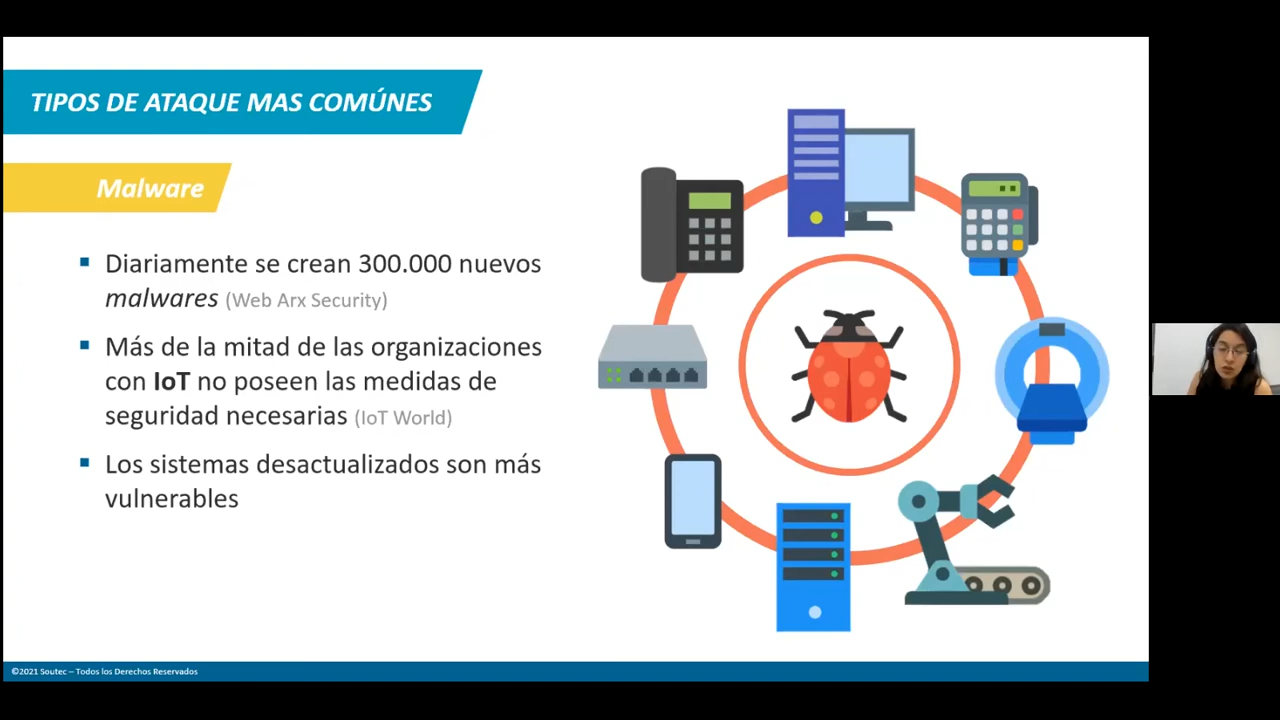 TIPOS DE ATAQUE MAS COMÚNES
Malware
Diariamente se crean 300.000 nuevos
malwares (Web Arx Security)
Más de la mitad de las organizaciones
con IoT no poseen las medidas de
seguridad necesarias (IoT World)
Los sistemas desactualizados son más
vulnerables
©2021 Soutec – Todos los Derechos Reservados